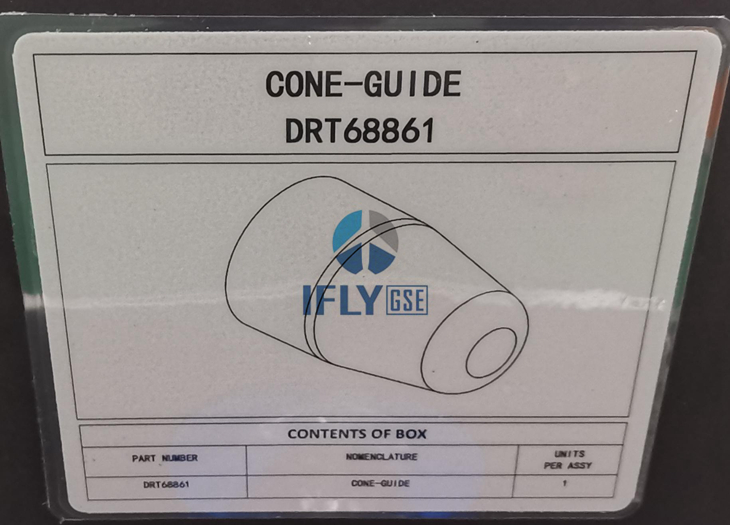 CONE-GUIDE
DRT68861
IFLY GSE
CONTENTS OF BOX
PART NUMBER NOMENCLATURE UNITS PER ASSY
DRT68861 CONE-GUIDE 1